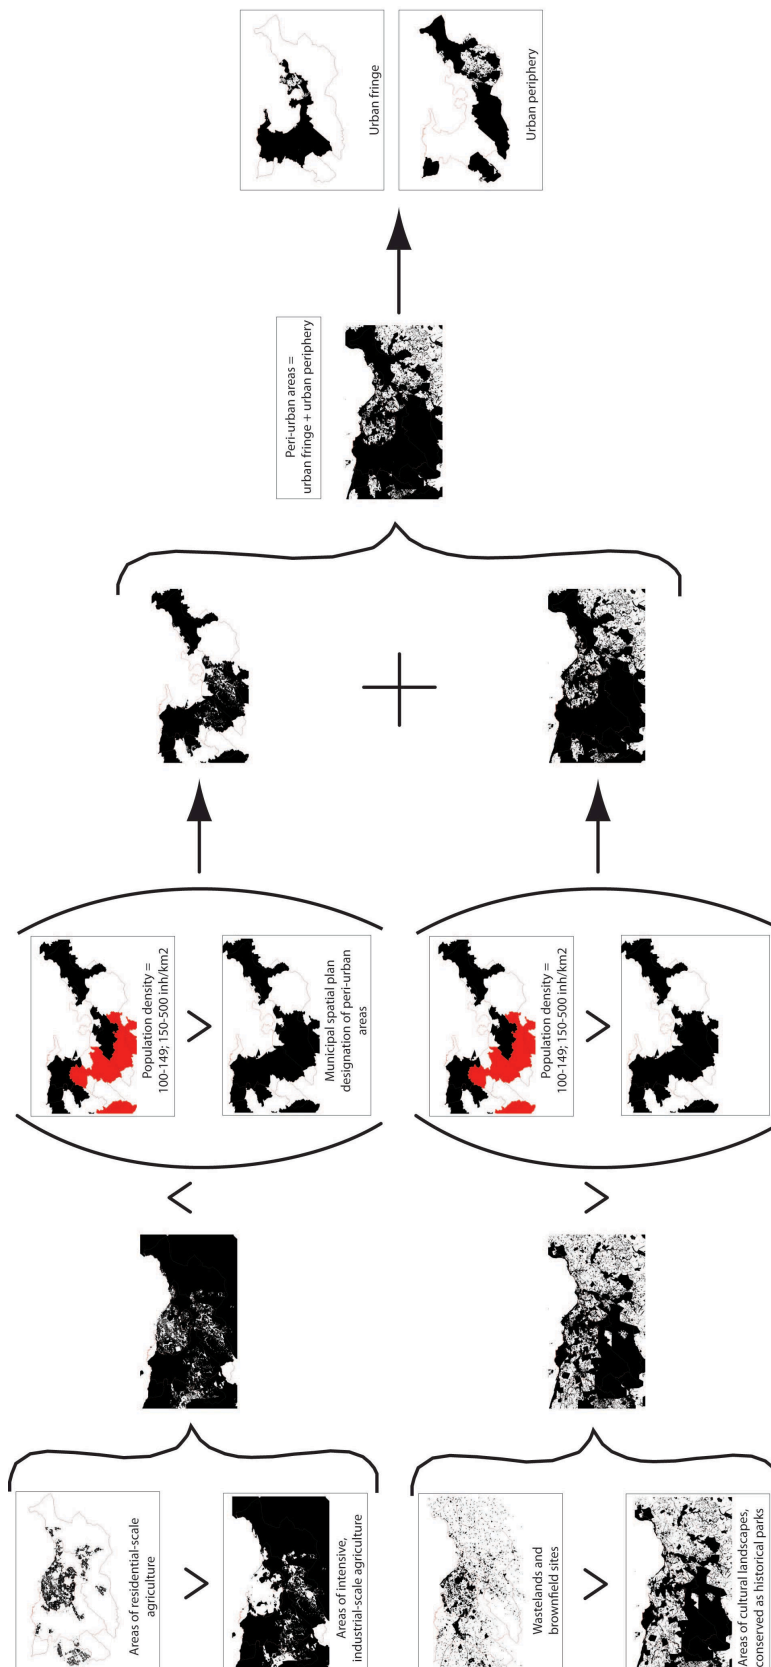 Areas of residential-scale
agriculture
Areas of intensive,
industrial-scale agriculture
Wastelands and
brownfield sites
Areas of cultural landscapes,
conserved as historical parks
Population density =
100-149; 150-500 inh/km2
Municipal spatial plan
designation of peri-urban
areas
Population density =
100-149; 150-500 inh/km2
Peri-urban areas =
urban fringe + urban periphery
Urban fringe
Urban periphery